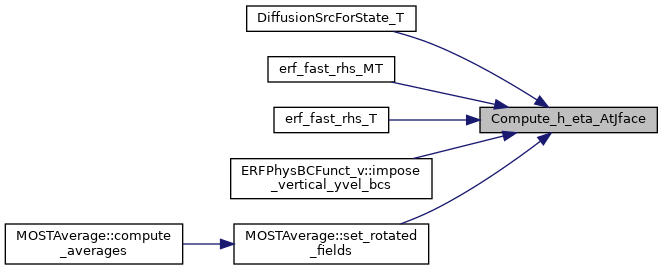 DiffusionSrcForState_T
erf_fast_rhs_MT
Compute_h_eta_AtJface
erf_fast_rhs_T
ERFPhysBCFunct_v::impose
_vertical_yvel_bcs
MOSTAverage::compute
_averages
MOSTAverage::set_rotated
_fields